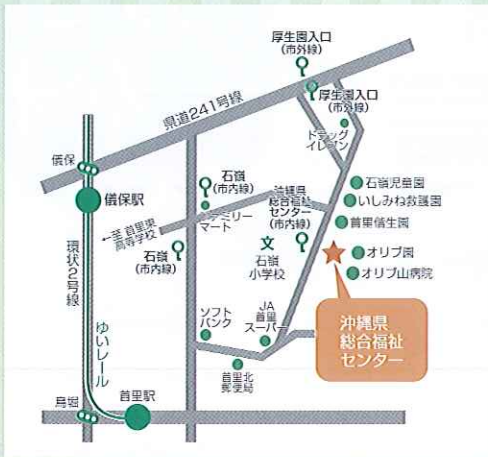 厚生園入口
(市外線)
厚生園入口
(市外線)
県道241号線
ドラッグ
イレブン
儀保
儀保駅
石嶺
(市内線)
ファミリー
マート
沖縄県
総合福祉
センター
(市内線)
石嶺児童園
いしみね救護園
首里偕生園
←至 首里東
高等学校
石嶺
(市内線)
文
石嶺
小学校
オリブ園
オリブ山病院
環状2号線
ゆいレール
ソフト
バンク
JA
首里
スーパー
沖縄県
総合福祉
センター
首里北
郵便局
鳥堀
首里駅